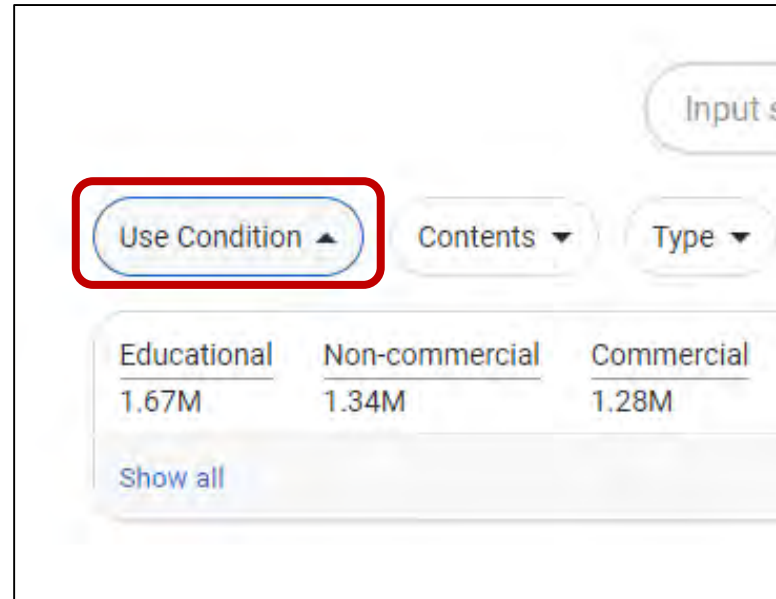 Input
Use Condition Contents Type
Educational Non-commercial Commercial
1.67M 1.34M 1.28M
Show all